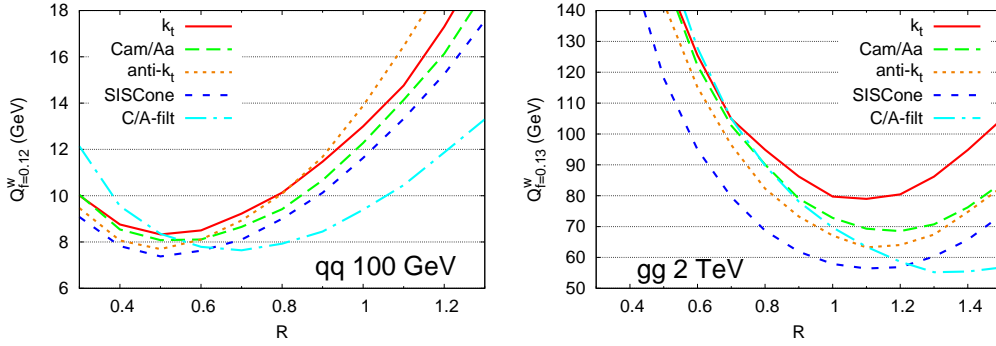 Q^w_{f=0.12} (GeV)
18
16
14
12
10
8
6
k_t
Cam/Aa
anti-k_t
SISCone
C/A-filt
qq 100 GeV
0.4 0.6 0.8 1 1.2
R
Q^w_{f=0.13} (GeV)
140
130
120
110
100
90
80
70
60
50
k_t
Cam/Aa
anti-k_t
SISCone
C/A-filt
gg 2 TeV
0.4 0.6 0.8 1 1.2 1.4
R